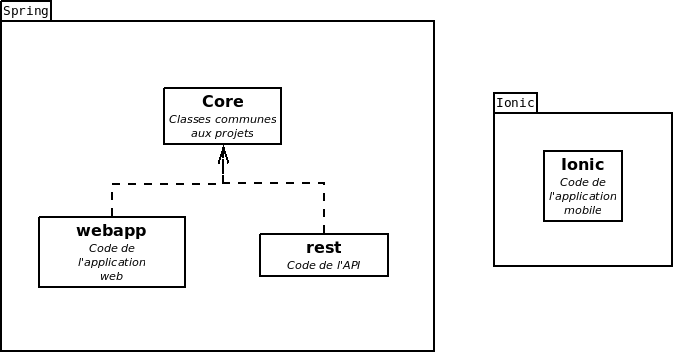 Spring
Core
Classes communes
aux projets
webapp
Code de
l'application
web
rest
Code de l'API
Ionic
Ionic
Code de
l'application
mobile